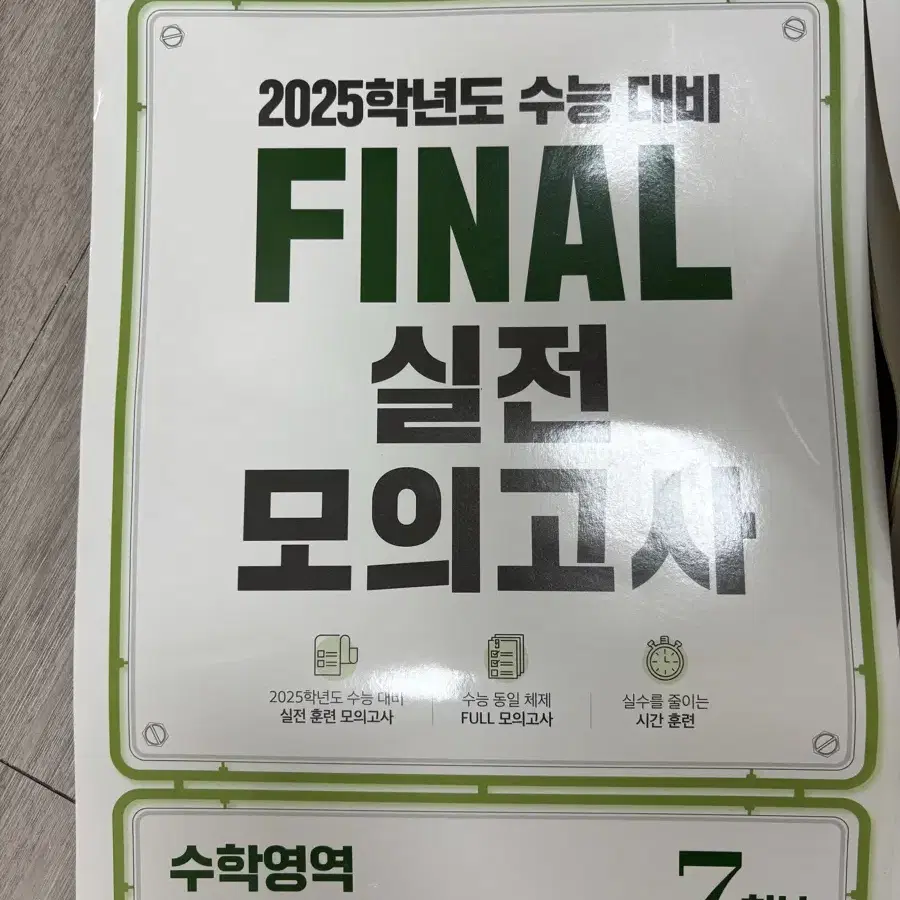 2025학년도 수능 대비
FINAL
실전
모의고사
2025학년도 수능 대비
실전 훈련 모의고사
수능 동일 체제
FULL 모의고사
실수를 줄이는
시간 훈련
수학영역
7